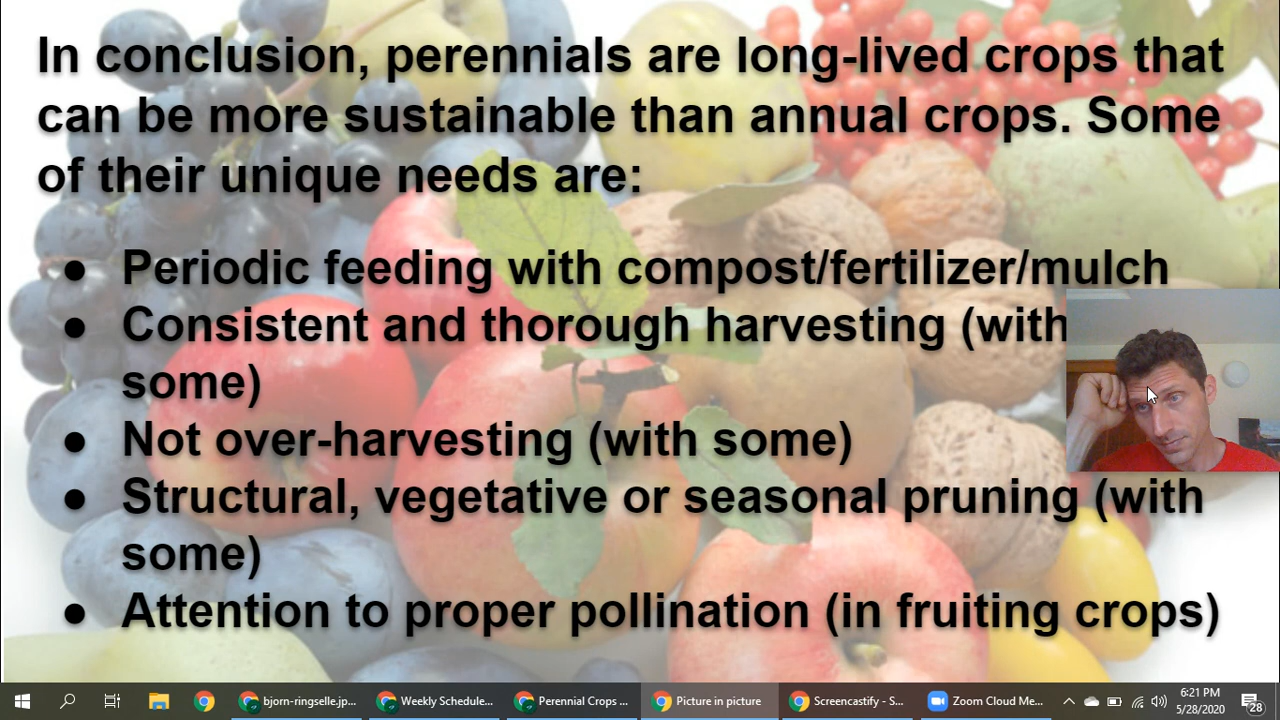 In conclusion, perennials are long-lived crops that
can be more sustainable than annual crops. Some
of their unique needs are:
● Periodic feeding with compost/fertilizer/mulch
● Consistent and thorough harvesting (with
some)
● Not over-harvesting (with some)
● Structural, vegetative or seasonal pruning (with
some)
● Attention to proper pollination (in fruiting crops)
bjorn-ringselle.jp... Weekly Schedule... Perennial Crops ... Picture in picture Screencastify - S... Zoom Cloud Me... 6:21 PM
5/28/2020 28